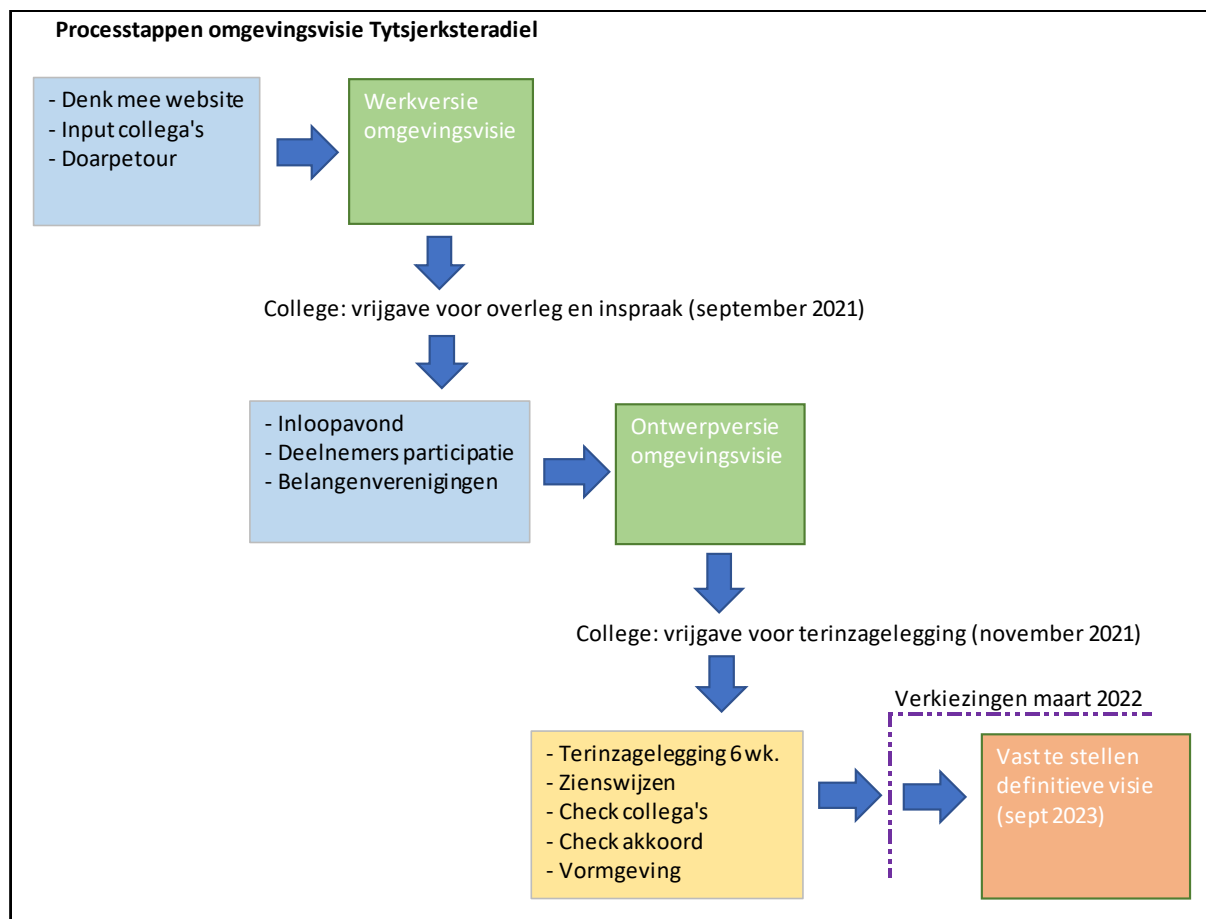 Processtappen omgevingsvisie Tytsjerksteradiel
- Denk mee website
- Input collega's
- Doarpetour
Werkversie
omgevingsvisie
College: vrijgave voor overleg en inspraak (september 2021)
- Inloopavond
- Deelnemers participatie
- Belangenverenigingen
Ontwerpversie
omgevingsvisie
College: vrijgave voor terinzagelegging (november 2021)
Verkiezingen maart 2022
- Terinzagelegging 6 wk.
- Zienswijzen
- Check collega's
- Check akkoord
- Vormgeving
Vast te stellen
definitieve visie
(sept 2023)